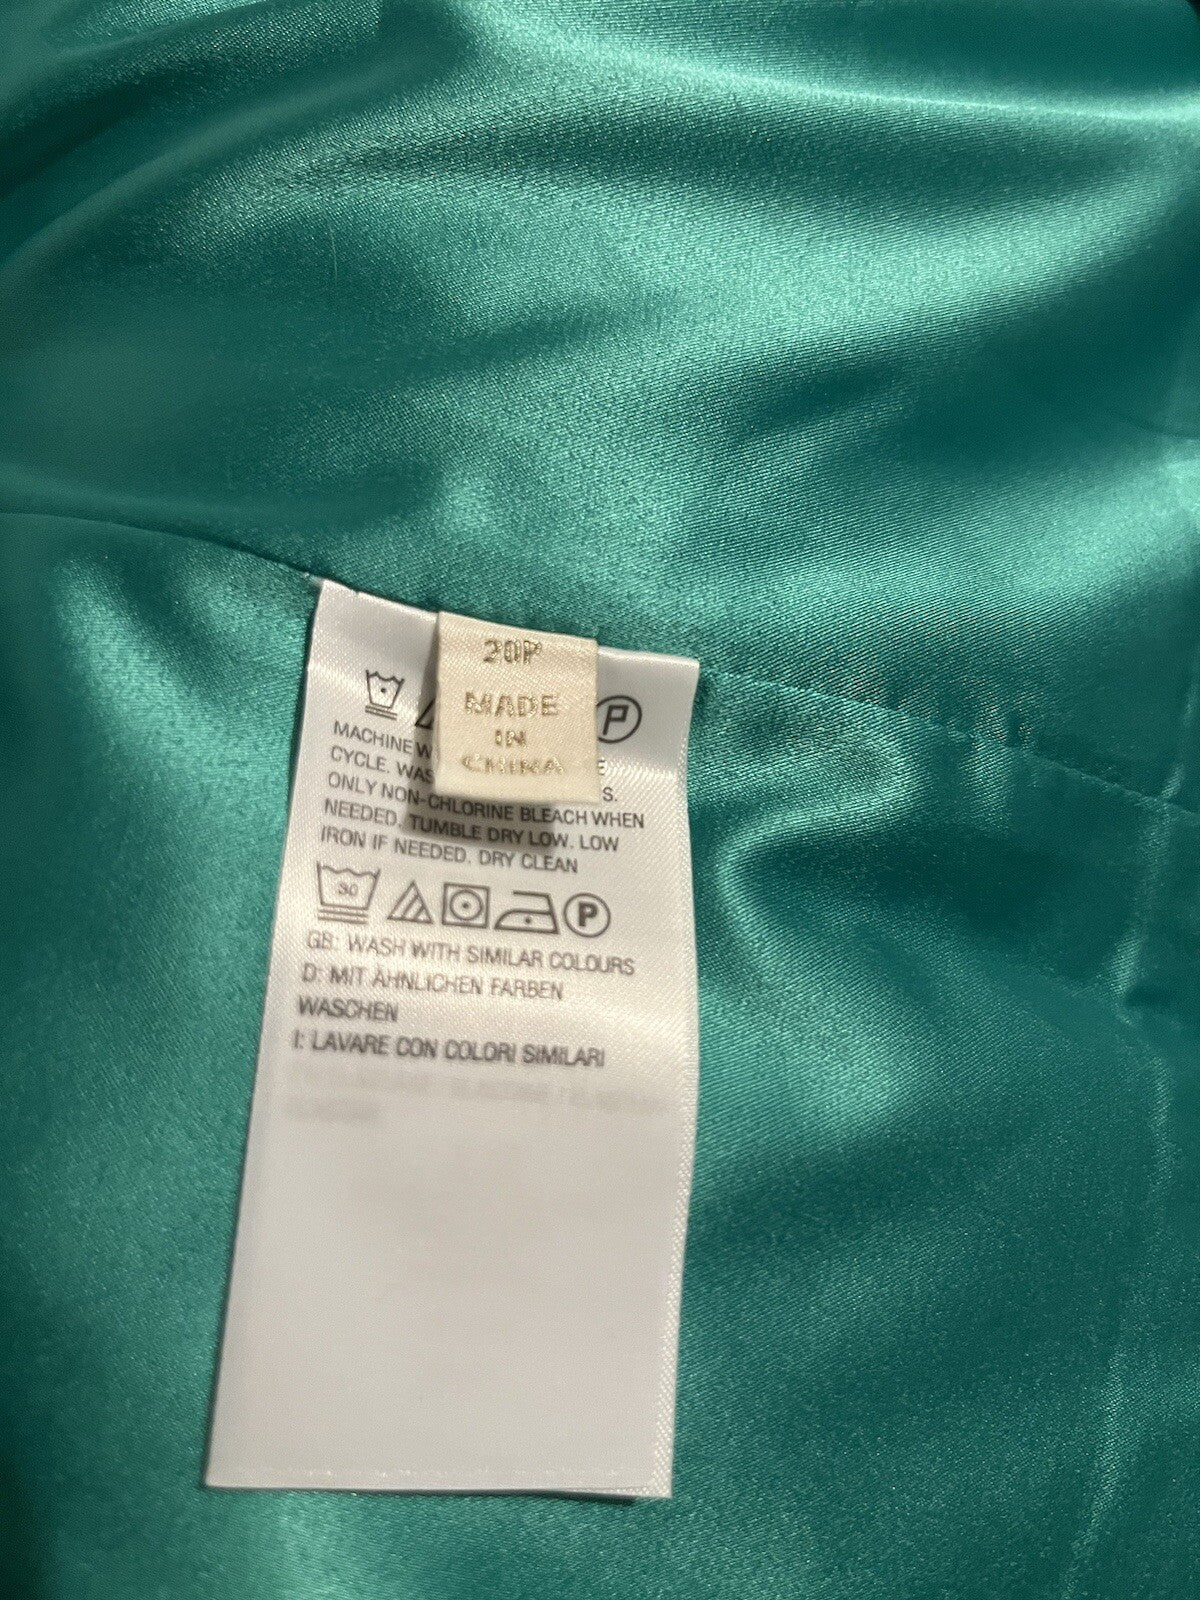 20P
MADE
IN
CHINA
P
MACHINE
CYCLE. S.
ONLY NON-CHLORINE BLEACH WHEN
NEEDED. TUMBLE DRY LOW. LOW
IRON IF NEEDED. DRY CLEAN
30 P
GB: WASH WITH SIMILAR COLOURS
D: MIT ÄHNLICHEN FARBEN
WASCHEN
I: LAVARE CON COLORI SIMILARI